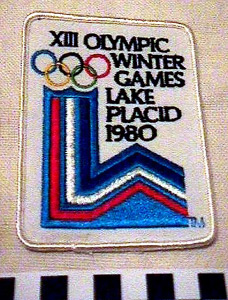 XIII OLYMPIC
WINTER
GAMES
LAKE
PLACID
1980
TM